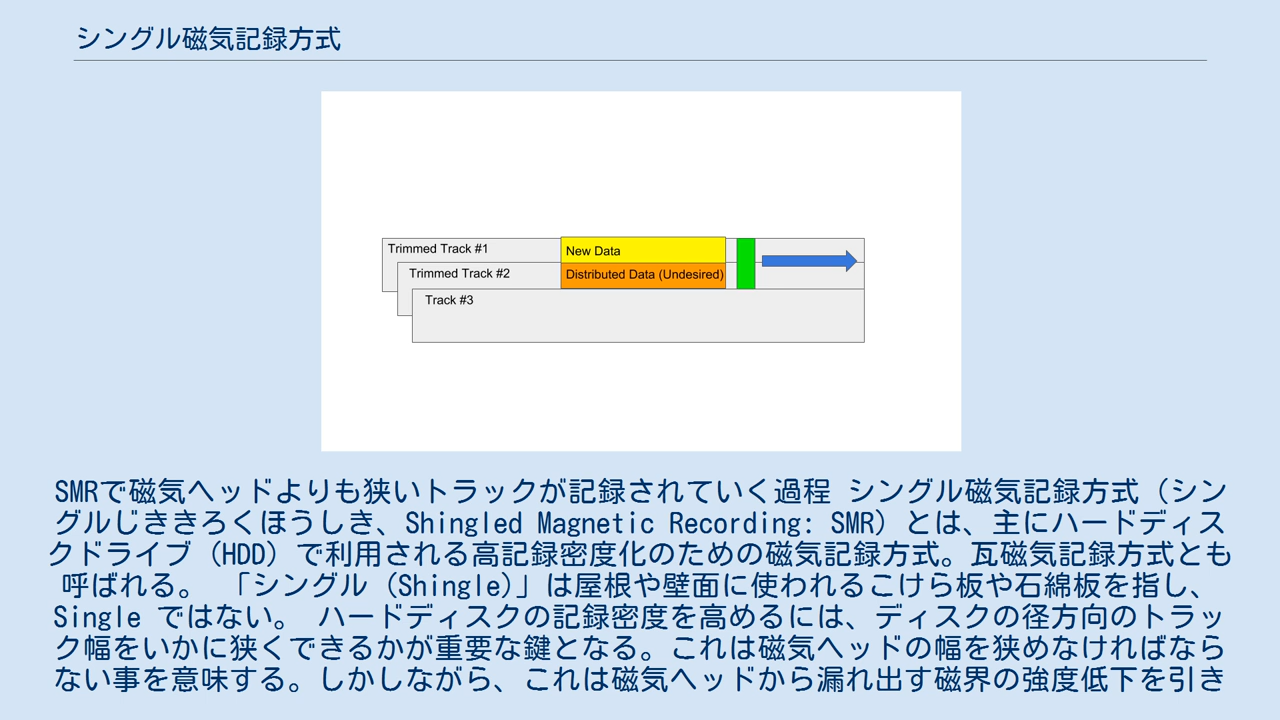 シングル磁気記録方式
Trimmed Track #1
New Data
Trimmed Track #2
Distributed Data (Undesired)
Track #3
SMRで磁気ヘッドよりも狭いトラックが記録されていく過程 シングル磁気記録方式（シン
グルじききろくほうしき、Shingled Magnetic Recording: SMR）とは、主にハードディス
クドライブ（HDD）で利用される高記録密度化のための磁気記録方式。瓦磁気記録方式とも
呼ばれる。 「シングル（Shingle)」は屋根や壁面に使われるこけら板や石綿板を指し、
Single ではない。 ハードディスクの記録密度を高めるには、ディスクの径方向のトラッ
ク幅をいかに狭くできるかが重要な鍵となる。これは磁気ヘッドの幅を狭めなければなら
ない事を意味する。しかしながら、これは磁気ヘッドから漏れ出す磁界の強度低下を引き